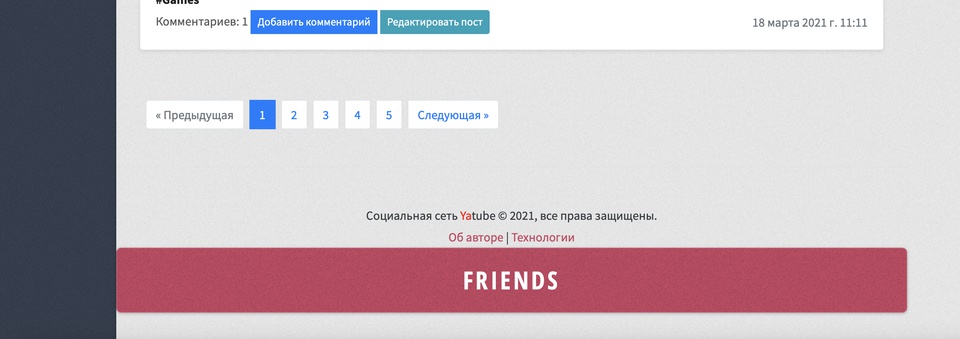 #Games
Комментариев: 1 Добавить комментарий Редактировать пост 18 марта 2021 г. 11:11
« Предыдущая 1 2 3 4 5 Следующая »
Социальная сеть Yatube © 2021, все права защищены.
Об авторе | Технологии
FRIENDS